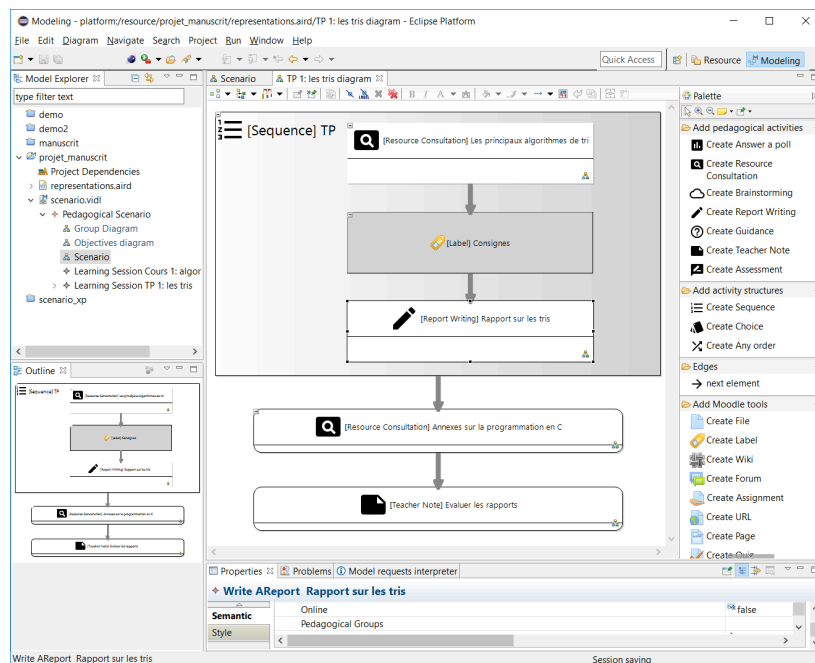 Modeling - platform:/resource/projet_manuscrit/representations.aird/TP 1: les tris diagram - Eclipse Platform
File Edit Diagram Navigate Search Project Run Window Help
Quick Access
Resource
Modeling
Model Explorer
type filter text
demo
demo2
manuscrit
projet_manuscrit
Project Dependencies
representations.aird
scenario.vidl
Pedagogical Scenario
Group Diagram
Objectives diagram
Scenario
Learning Session Cours 1: algor
Learning Session TP 1: les tris
scenario_xp
Outline
[Sequence] TP
[Label] Consignes
Scenario
TP 1: les tris diagram
[Sequence] TP
[Resource Consultation] Les principaux algorithmes de tri
[Label] Consignes
[Report Writing] Rapport sur les tris
[Resource Consultation] Annexes sur la programmation en C
[Teacher Note] Evaluer les rapports
Palette
Add pedagogical activities
Create Answer a poll
Create Resource
Consultation
Create Brainstorming
Create Report Writing
Create Guidance
Create Teacher Note
Create Assessment
Add activity structures
Create Sequence
Create Choice
Create Any order
Edges
next element
Add Moodle tools
Create File
Create Label
Create Wiki
Create Forum
Create Assignment
Create URL
Create Page
Create Quiz
Properties Problems Model requests interpreter
Write AReport Rapport sur les tris
Semantic
Style
Online false
Pedagogical Groups
Write AReport Rapport sur les tris
Session saving